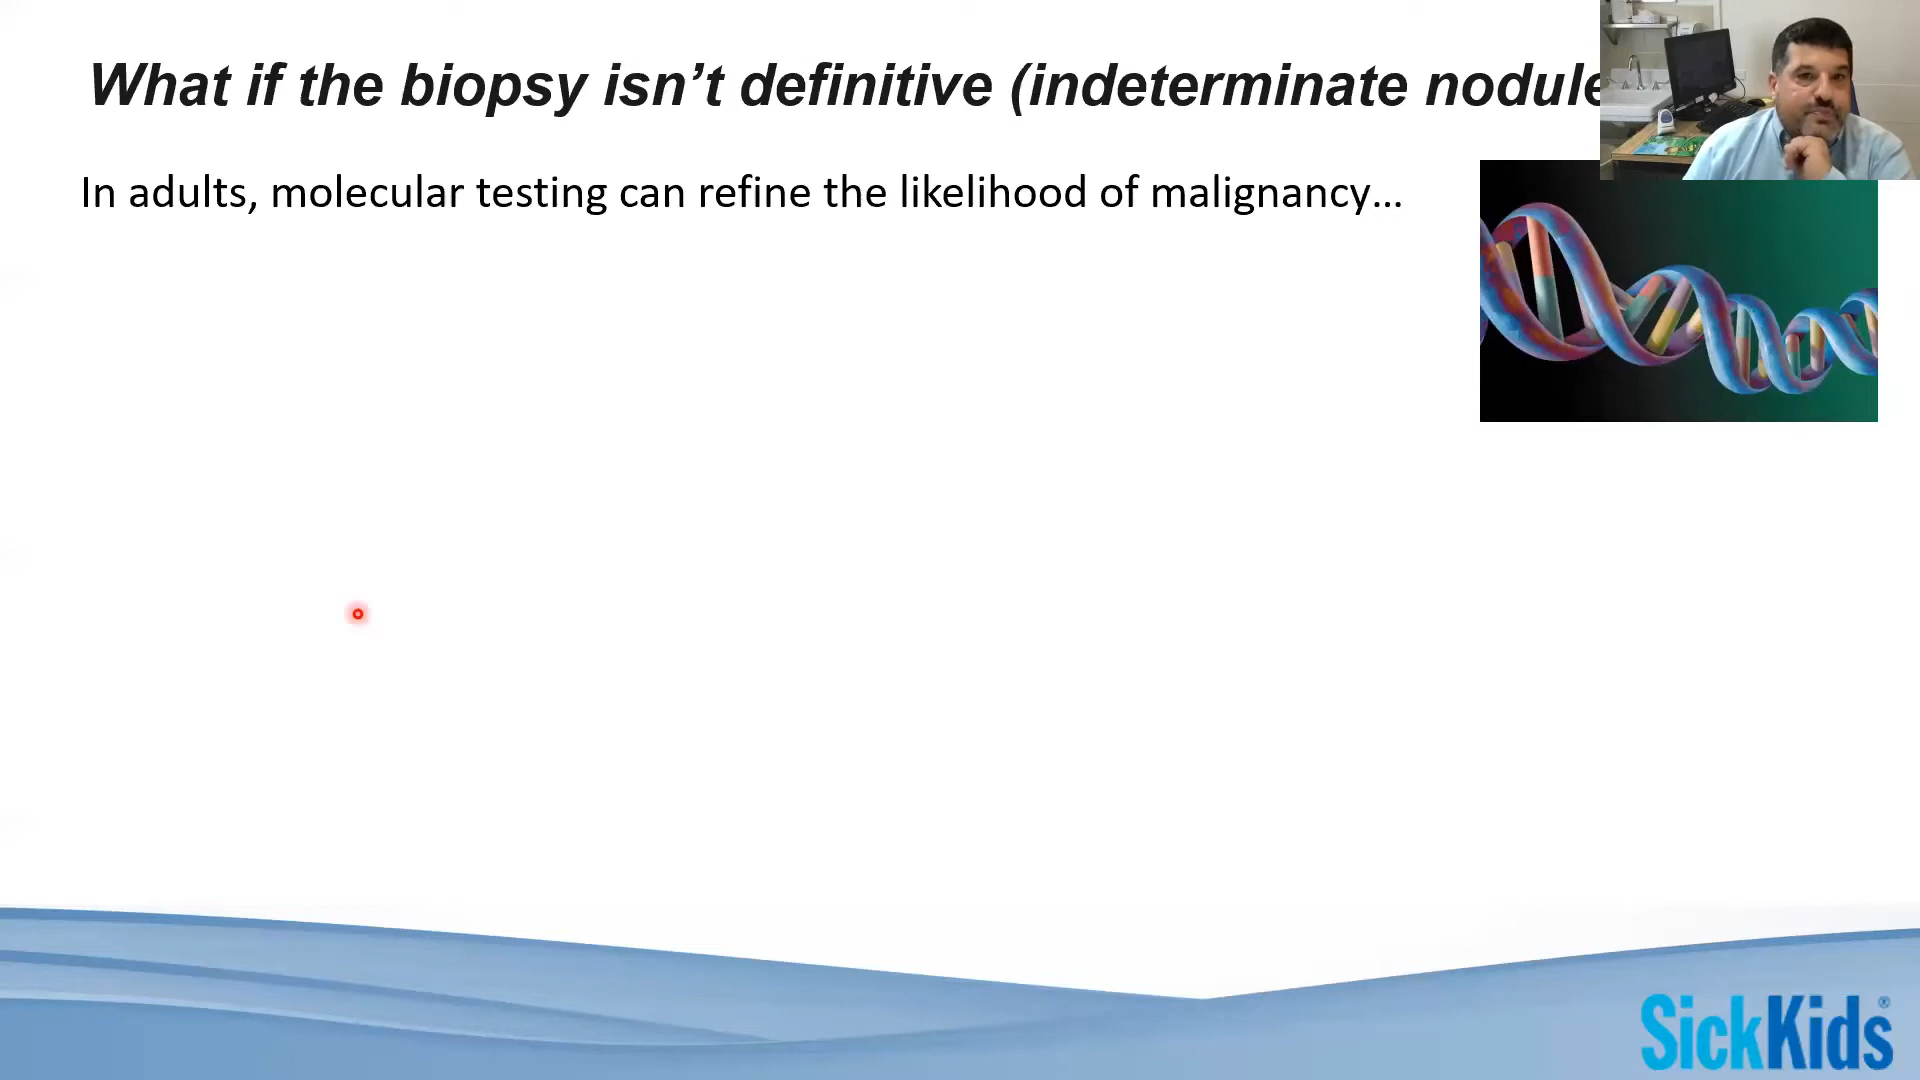 What if the biopsy isn’t definitive (indeterminate nodule
In adults, molecular testing can refine the likelihood of malignancy…
SickKids®